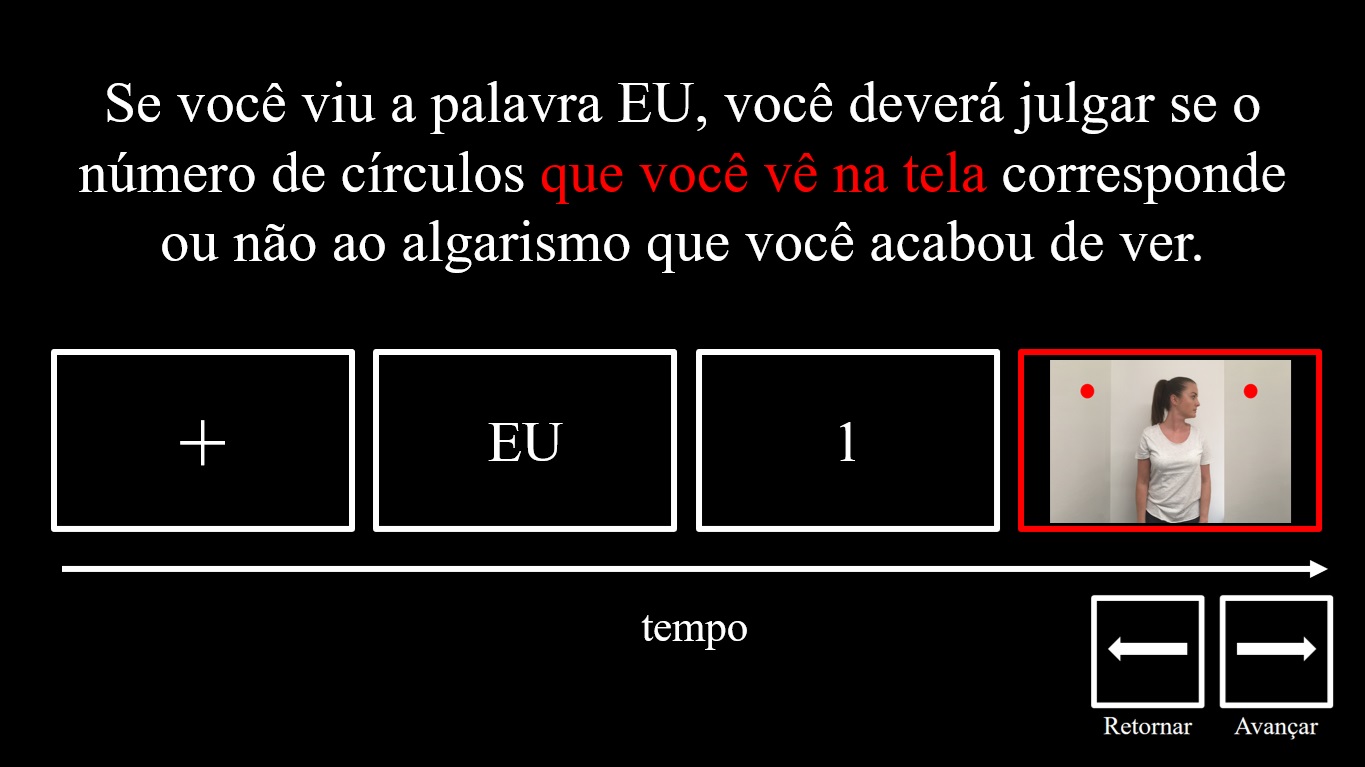 Se você viu a palavra EU, você deverá julgar se o
número de círculos que você vê na tela corresponde
ou não ao algarismo que você acabou de ver.
+
EU
1
tempo
Retornar
Avançar